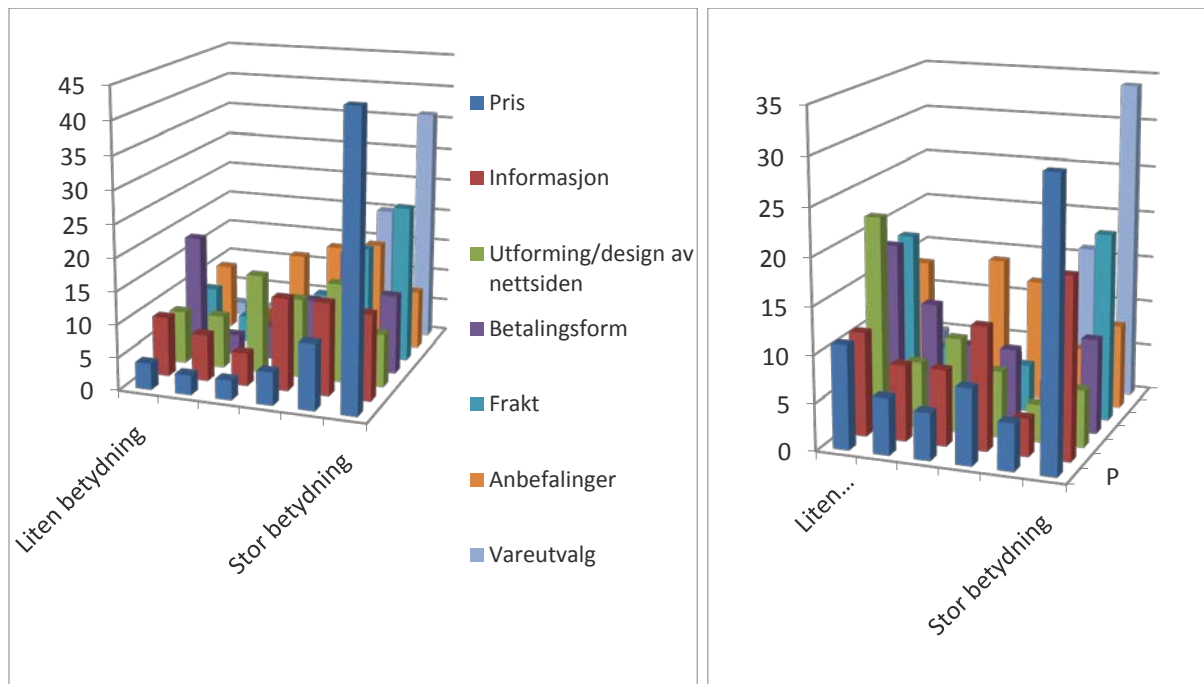 45
40
35
30
25
20
15
10
5
0
Liten betydning
Stor betydning
Pris
Informasjon
Utforming/design av
nettsiden
Betalingsform
Frakt
Anbefalinger
Vareutvalg
35
30
25
20
15
10
5
0
Liten...
Stor betydning
P